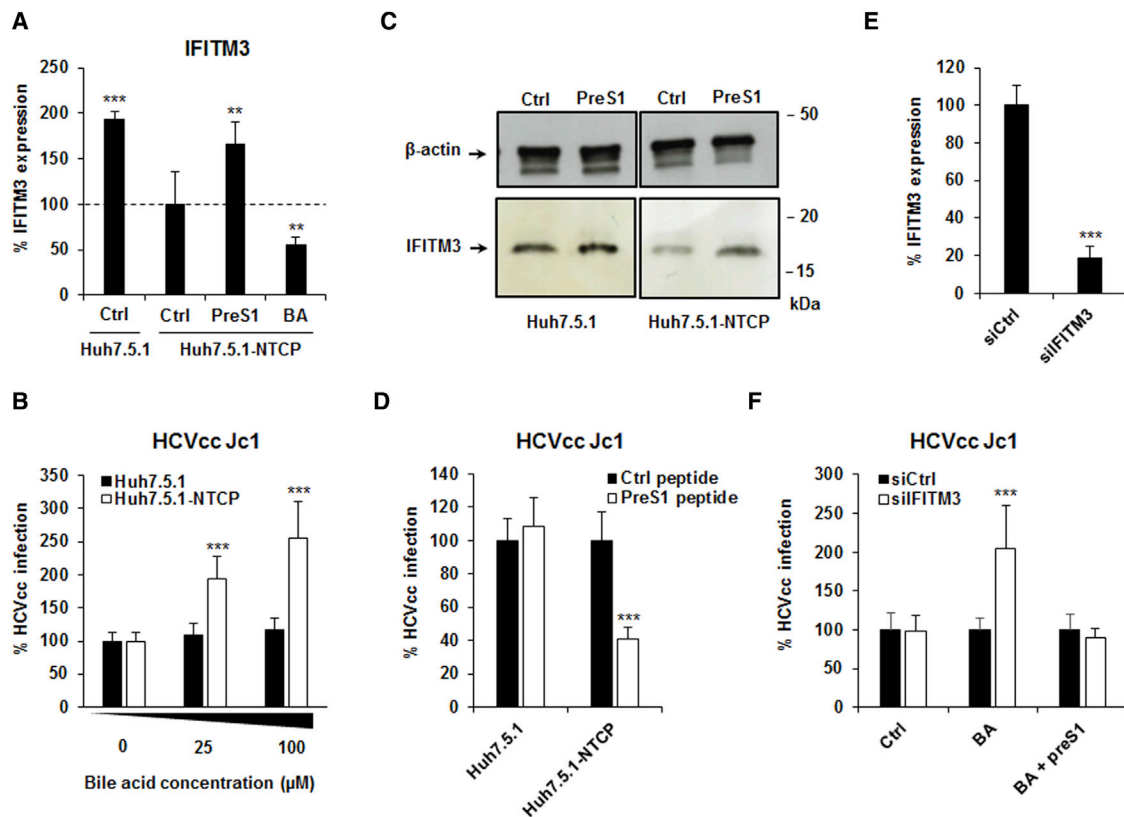 A
IFITM3
% IFITM3 expression
250
200
150
100
50
0
***
**
**
Ctrl
Ctrl
PreS1
BA
Huh7.5.1
Huh7.5.1-NTCP
C
Ctrl
PreS1
Ctrl
PreS1
β-actin
IFITM3
– 50
– 20
– 15
kDa
Huh7.5.1
Huh7.5.1-NTCP
E
% IFITM3 expression
120
100
80
60
40
20
0
***
siCtrl
siIFITM3
B
HCVcc Jc1
% HCVcc infection
350
300
250
200
150
100
50
0
Huh7.5.1
Huh7.5.1-NTCP
***
***
0
25
100
Bile acid concentration (µM)
D
HCVcc Jc1
% HCVcc infection
140
120
100
80
60
40
20
0
Ctrl peptide
PreS1 peptide
***
Huh7.5.1
Huh7.5.1-NTCP
F
HCVcc Jc1
% HCVcc infection
300
250
200
150
100
50
0
siCtrl
siIFITM3
***
Ctrl
BA
BA + preS1